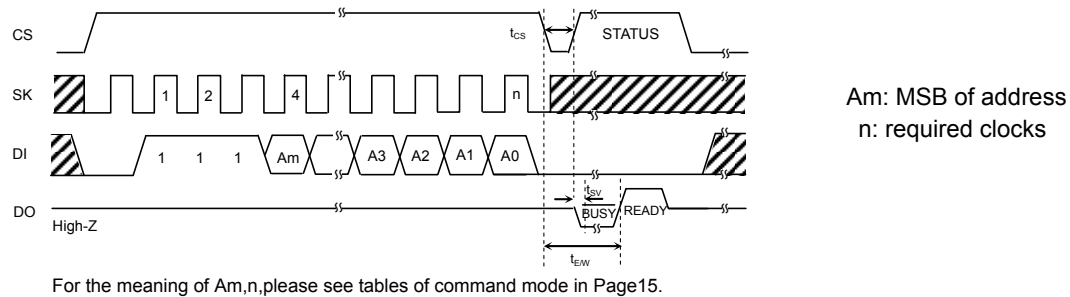 CS
tCS
STATUS
SK
1
2
4
n
Am: MSB of address
n: required clocks
DI
1 1 1 Am A3 A2 A1 A0
tSV
DO
BUSY
READY
High-Z
tE/W
For the meaning of Am,n,please see tables of command mode in Page15.